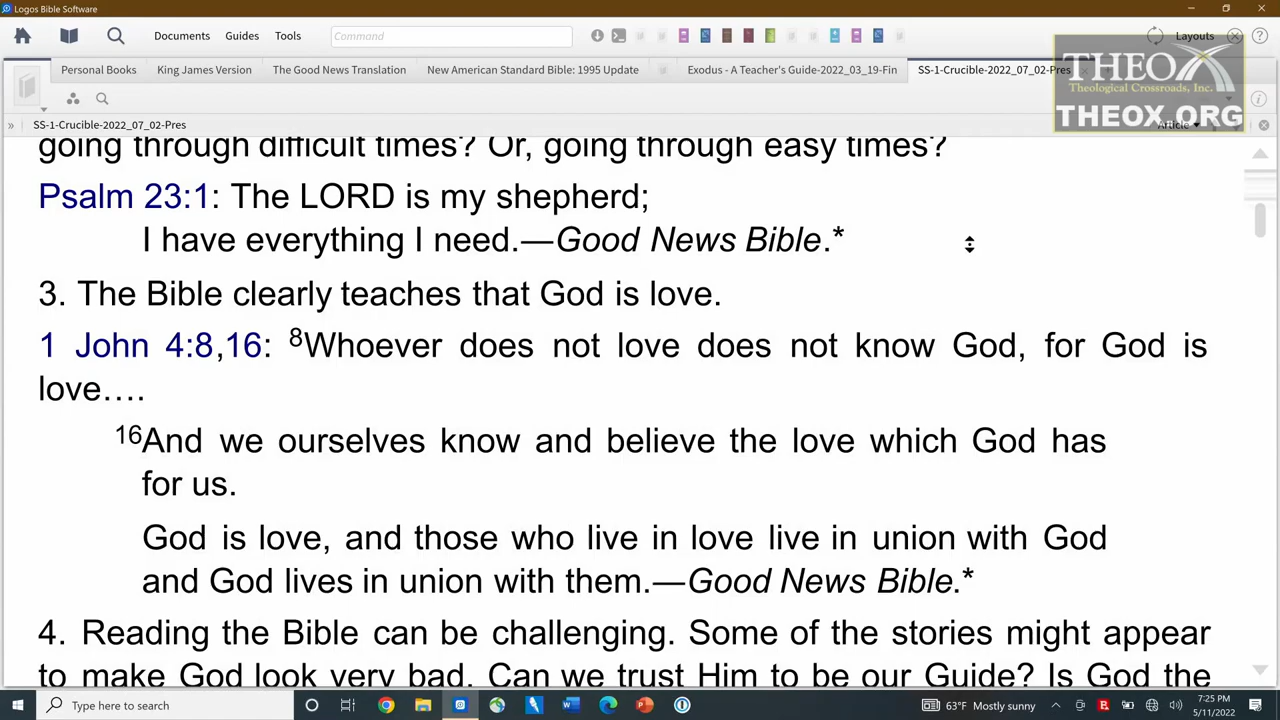 Logos Bible Software
Documents Guides Tools Command Layouts
Personal Books King James Version The Good News B New American Standard Bible: 1995 Update Exodus - A Teacher's Guide-2022_03_19-Fin SS-1-Crucible-2022_07_02-Pres
THEOX
Theological Crossroads, Inc.
THEOX.ORG
SS-1-Crucible-2022_07_02-Pres Article
going through difficult times? Or, going through easy times?
Psalm 23:1: The LORD is my shepherd;
I have everything I need.—Good News Bible.*
3. The Bible clearly teaches that God is love.
1 John 4:8,16: 8Whoever does not love does not know God, for God is
love….
16And we ourselves know and believe the love which God has
for us.
God is love, and those who live in love live in union with God
and God lives in union with them.—Good News Bible.*
4. Reading the Bible can be challenging. Some of the stories might appear
to make God look very bad. Can we trust Him to be our Guide? Is God the
Type here to search 63°F Mostly sunny 7:25 PM
5/11/2022